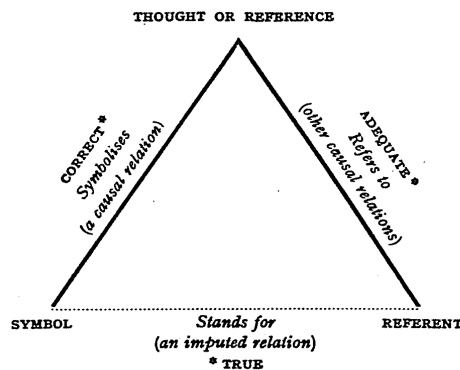 THOUGHT OR REFERENCE
CORRECT *
Symbolises
(a causal relation)
ADEQUATE *
Refers to
(other causal relations)
SYMBOL
Stands for
(an imputed relation)
* TRUE
REFERENT